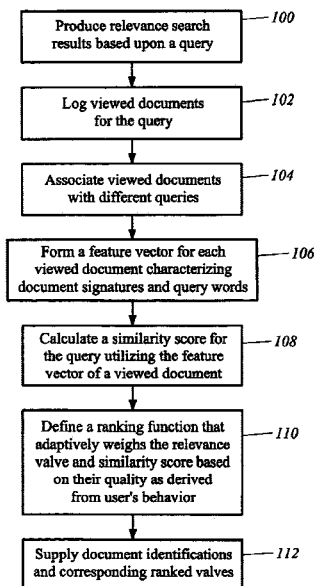 Produce relevance search
results based upon a query
100
Log viewed documents
for the query
102
Associate viewed documents
with different queries
104
Form a feature vector for each
viewed document characterizing
document signatures and query words
106
Calculate a similarity score for
the query utilizing the feature
vector of a viewed document
108
Define a ranking function that
adaptively weighs the relevance
valve and similarity score based
on their quality as derived
from user's behavior
110
Supply document identifications
and corresponding ranked valves
112